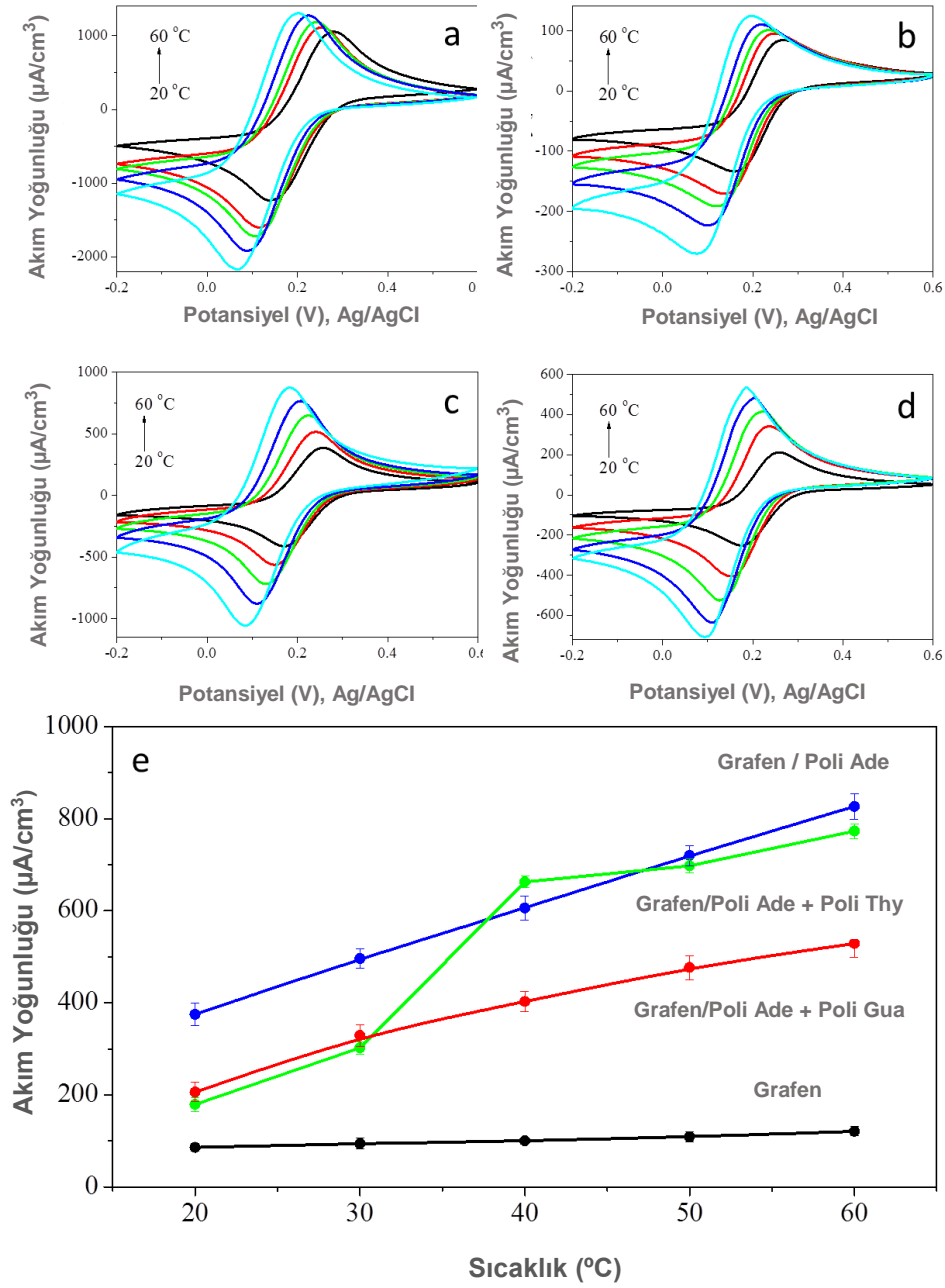 a
60 °C
20 °C
1000
0
-1000
-2000
-0.2
0.0
0.2
0.4
Akım Yoğunluğu (µA/cm³)
Potansiyel (V), Ag/AgCI
b
60 °C
20 °C
100
0
-100
-200
-300
-0.2
0.0
0.2
0.4
0.6
Akım Yoğunluğu (µA/cm³)
Potansiyel (V), Ag/AgCI
c
60 °C
20 °C
1000
500
0
-500
-1000
-0.2
0.0
0.2
0.4
0.6
Akım Yoğunluğu (µA/cm³)
Potansiyel (V), Ag/AgCI
d
60 °C
20 °C
600
400
200
0
-200
-400
-600
-0.2
0.0
0.2
0.4
0.6
Akım Yoğunluğu (µA/cm³)
Potansiyel (V), Ag/AgCI
e
1000
800
600
400
200
0
20
30
40
50
60
Akım Yoğunluğu (µA/cm³)
Grafen / Poli Ade
Grafen/Poli Ade + Poli Thy
Grafen/Poli Ade + Poli Gua
Grafen
Sıcaklık (ºC)